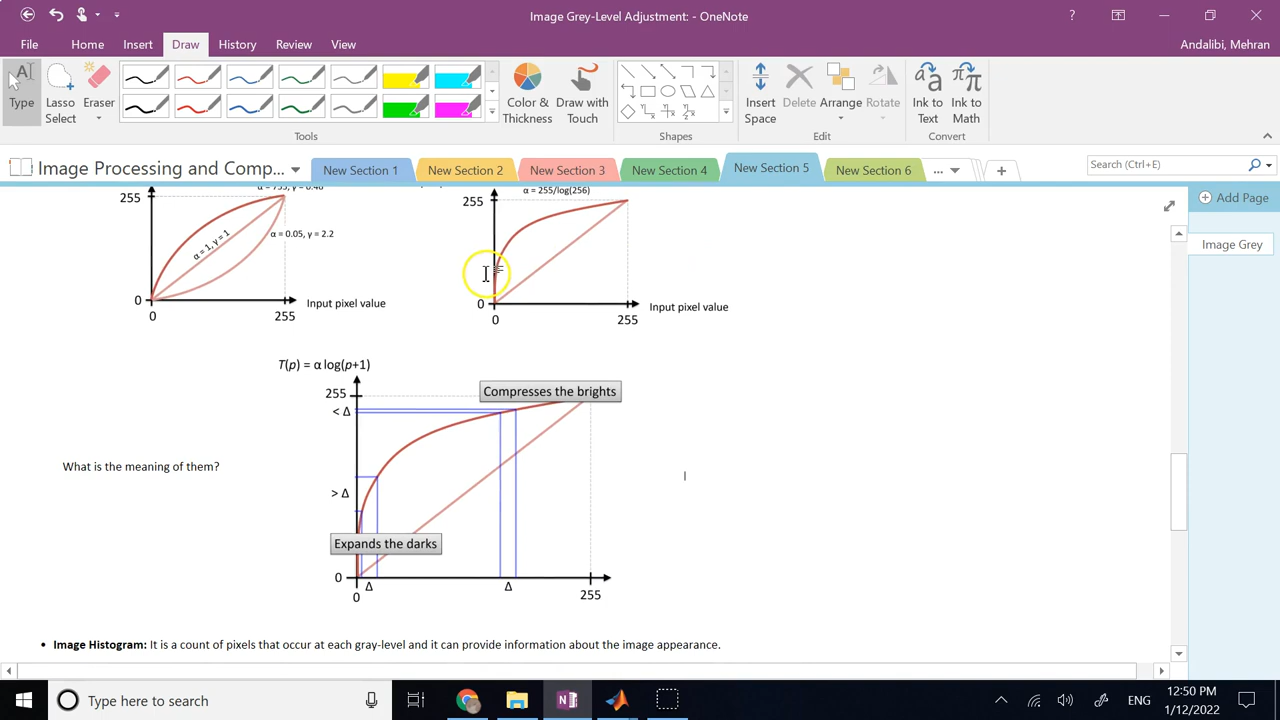 Image Grey-Level Adjustment: - OneNote
Andalibi, Mehran
File Home Insert Draw History Review View
Type
Lasso Select
Eraser
Color & Thickness
Draw with Touch
Insert Space
Delete
Arrange
Rotate
Ink to Text
Ink to Math
Tools
Shapes
Edit
Convert
Image Processing and Comp...
New Section 1
New Section 2
New Section 3
New Section 4
New Section 5
New Section 6
...
Search (Ctrl+E)
Add Page
Image Grey
α = 255/log(256)
255
255
α = 1, γ = 1
α = 0.05, γ = 2.2
0
Input pixel value
0
255
0
Input pixel value
0
255
T(p) = α log(p+1)
255
Compresses the brights
< Δ
What is the meaning of them?
> Δ
Expands the darks
0
Δ
Δ
0
255
• Image Histogram: It is a count of pixels that occur at each gray-level and it can provide information about the image appearance.
Type here to search
ENG
12:50 PM
1/12/2022